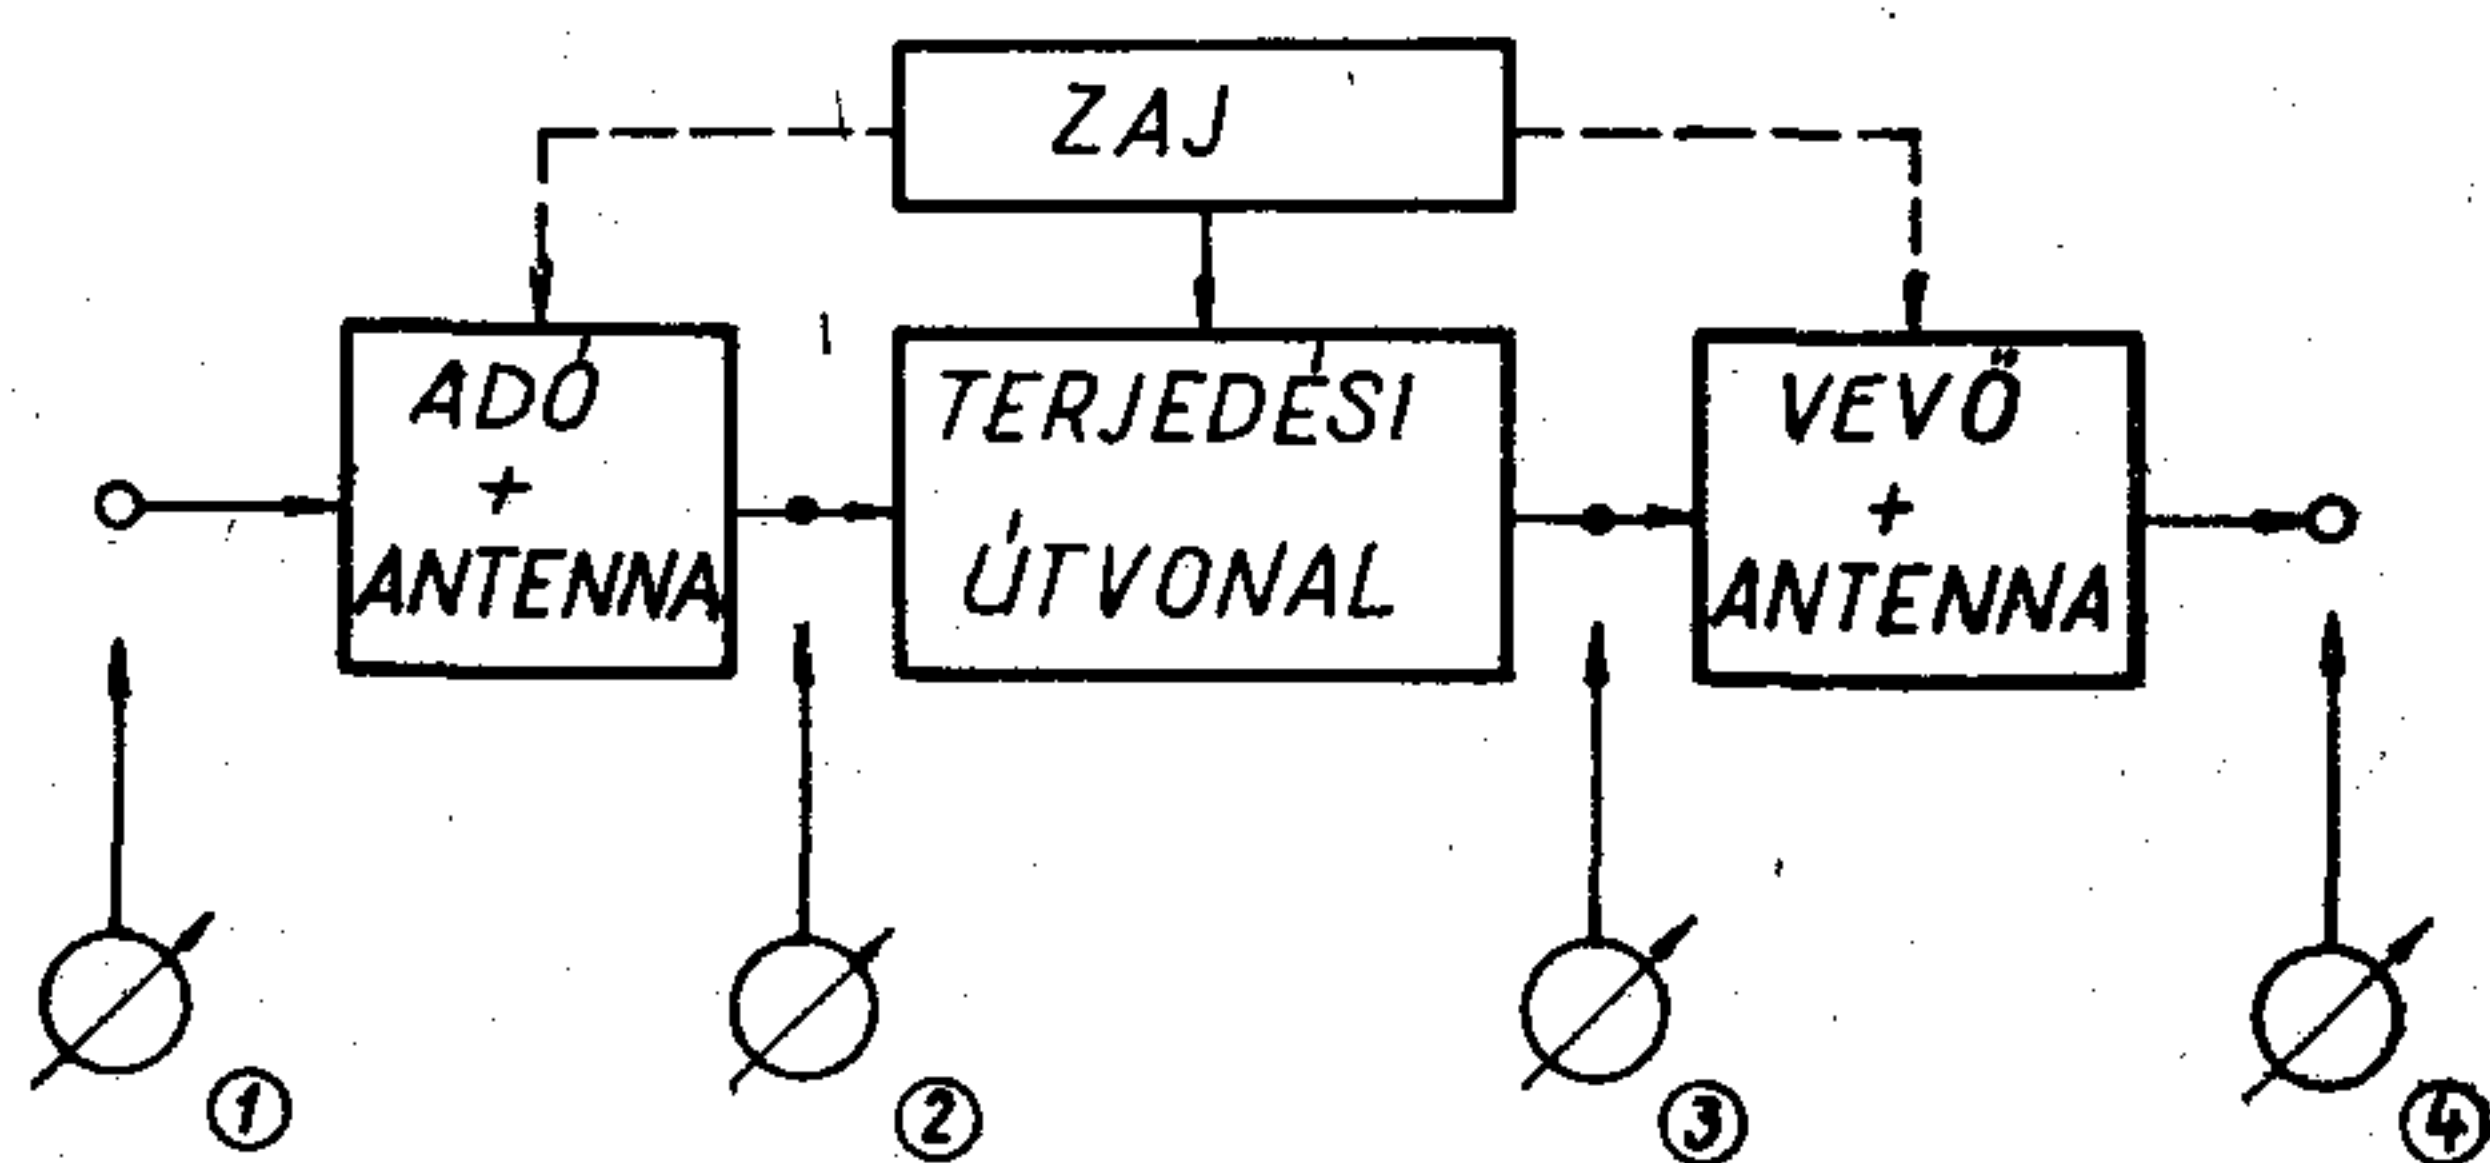 ZAJ
ADÓ
+
ANTENNA
TERJEDÉSI
ÚTVONAL
VEVŐ
+
ANTENNA
1
2
3
4